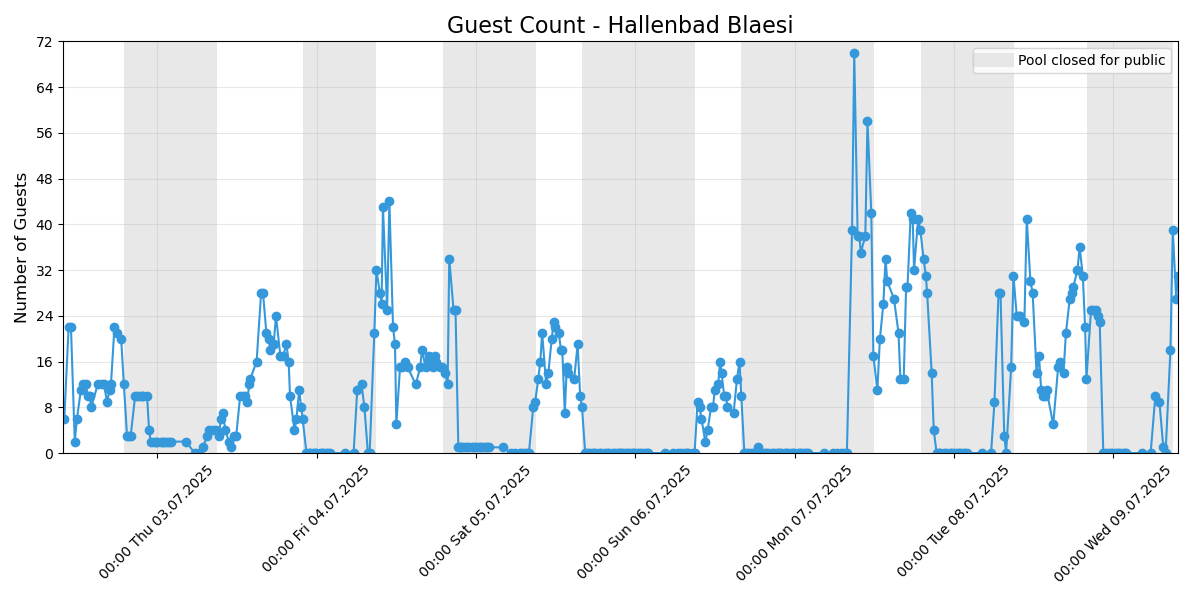 Guest Count - Hallenbad Blaesi
Pool closed for public
Number of Guests
72
64
56
48
40
32
24
16
8
0
00:00 Thu 03.07.2025
00:00 Fri 04.07.2025
00:00 Sat 05.07.2025
00:00 Sun 06.07.2025
00:00 Mon 07.07.2025
00:00 Tue 08.07.2025
00:00 Wed 09.07.2025